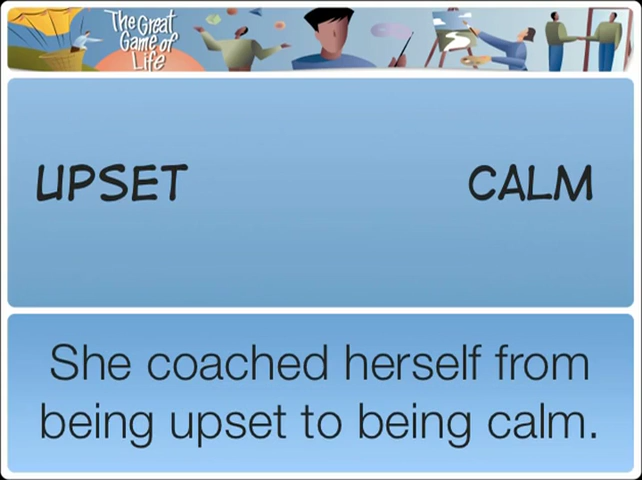 The Great
Game of
Life
UPSET
CALM
She coached herself from
being upset to being calm.